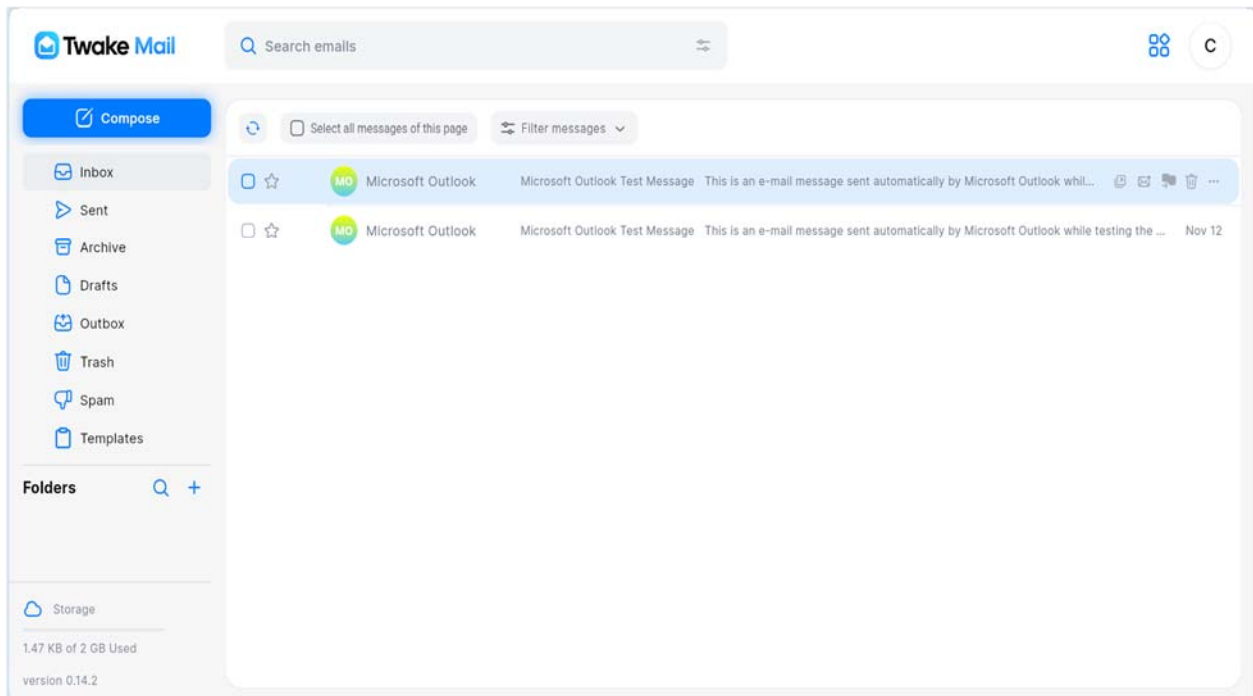 Twake Mail
Search emails
C
Compose
Select all messages of this page
Filter messages
Inbox
MO Microsoft Outlook Microsoft Outlook Test Message This is an e-mail message sent automatically by Microsoft Outlook whil... ...
Sent
MO Microsoft Outlook Microsoft Outlook Test Message This is an e-mail message sent automatically by Microsoft Outlook while testing the ... Nov 12
Archive
Drafts
Outbox
Trash
Spam
Templates
Folders
Storage
1.47 KB of 2 GB Used
version 0.14.2